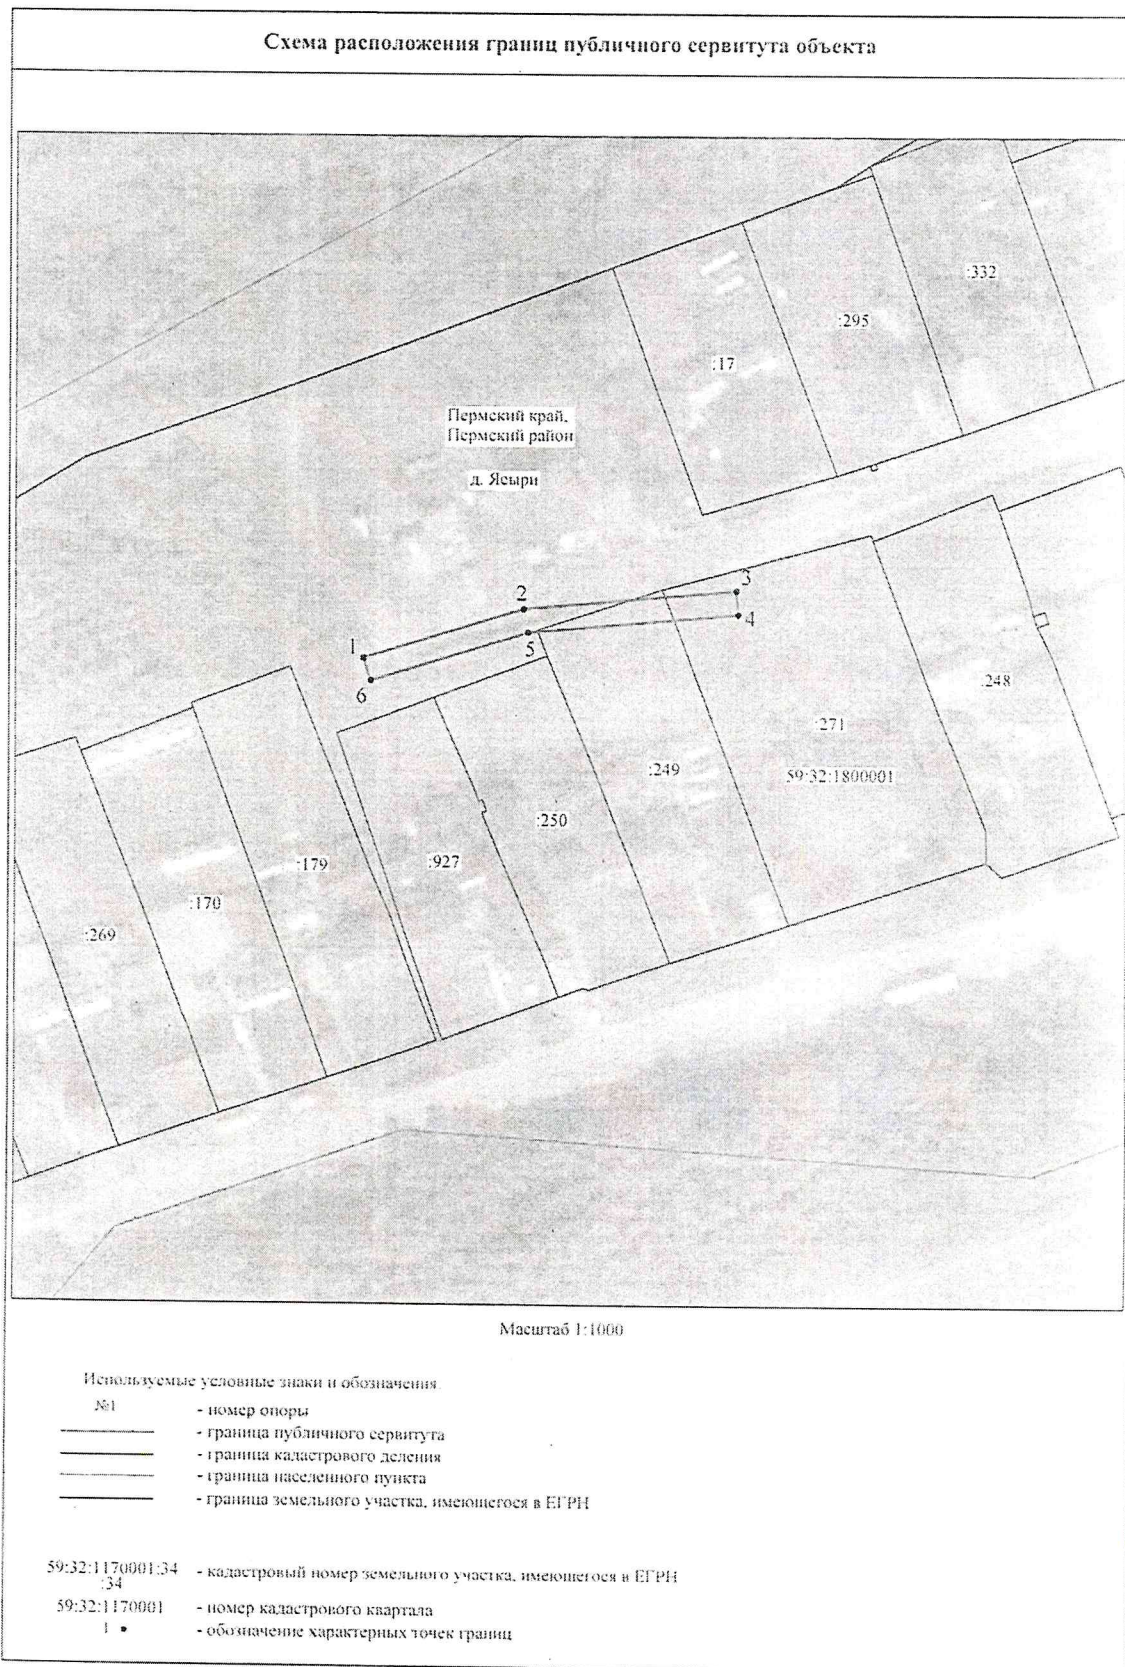 Схема расположения границ публичного сервитута объекта
:332
:295
:17
Пермский край,
Пермский район
д. Ясыри
3
2
4
1
5
6
:248
:271
:249
59:32:1800001
:250
:927
:179
:170
:269
Масштаб 1:1000
Используемые условные знаки и обозначения
№1 - номер опоры
- граница публичного сервитута
- граница кадастрового деления
- граница населенного пункта
- граница земельного участка, имеющегося в ЕГРН
59:32:1170001:34
:34 - кадастровый номер земельного участка, имеющегося в ЕГРН
59:32:1170001 - номер кадастрового квартала
1 • - обозначение характерных точек границ